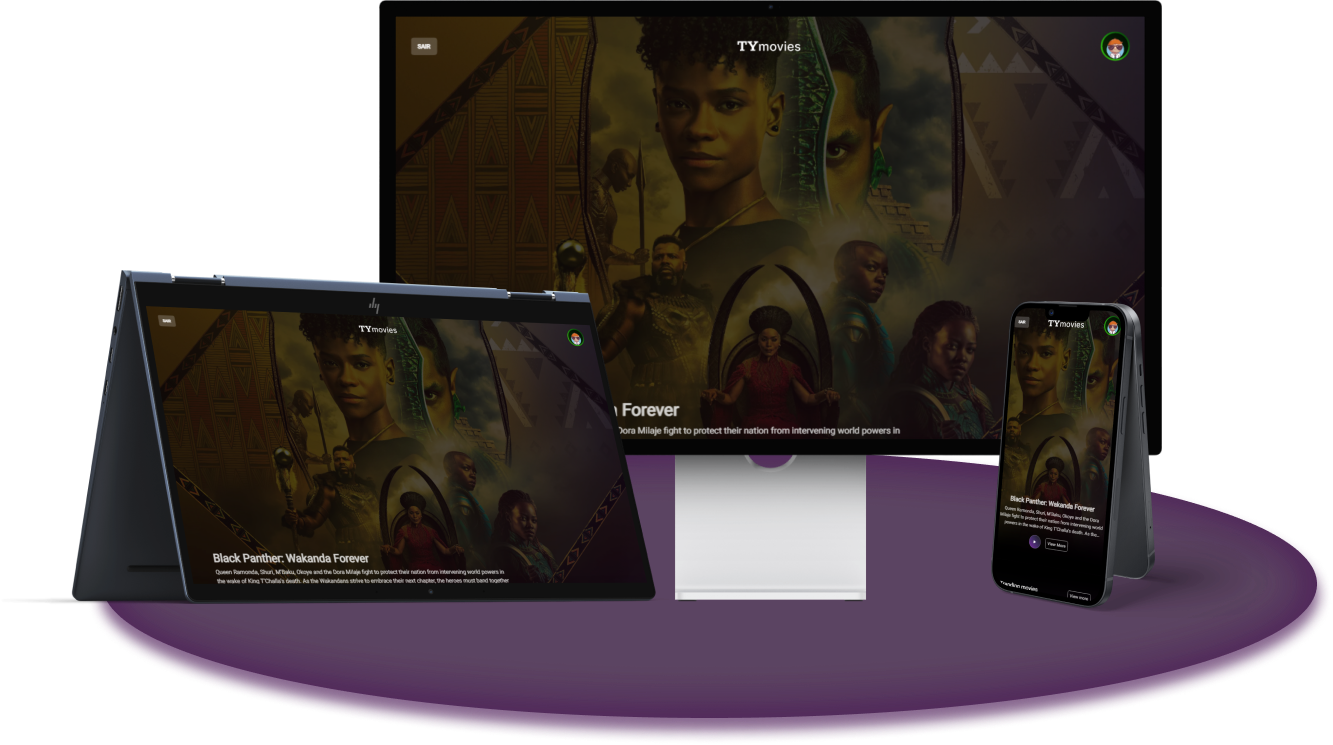 SAIR
TYmovies
Forever
Dora Milaje fight to protect their nation from intervening world powers in
hp
SAIR
TYmovies
Black Panther: Wakanda Forever
Queen Ramonda, Shuri, M'Baku, Okoye and the Dora Milaje fight to protect their nation from intervening world powers in
the wake of King T'Challa's death. As the Wakandans strive to embrace their next chapter, the heroes must band together
SAIR
TYmovies
Black Panther: Wakanda Forever
Queen Ramonda, Shuri, M'Baku, Okoye and the Dora
Milaje fight to protect their nation from intervening world
powers in the wake of King T'Challa's death. As the...
View More
movies
View more